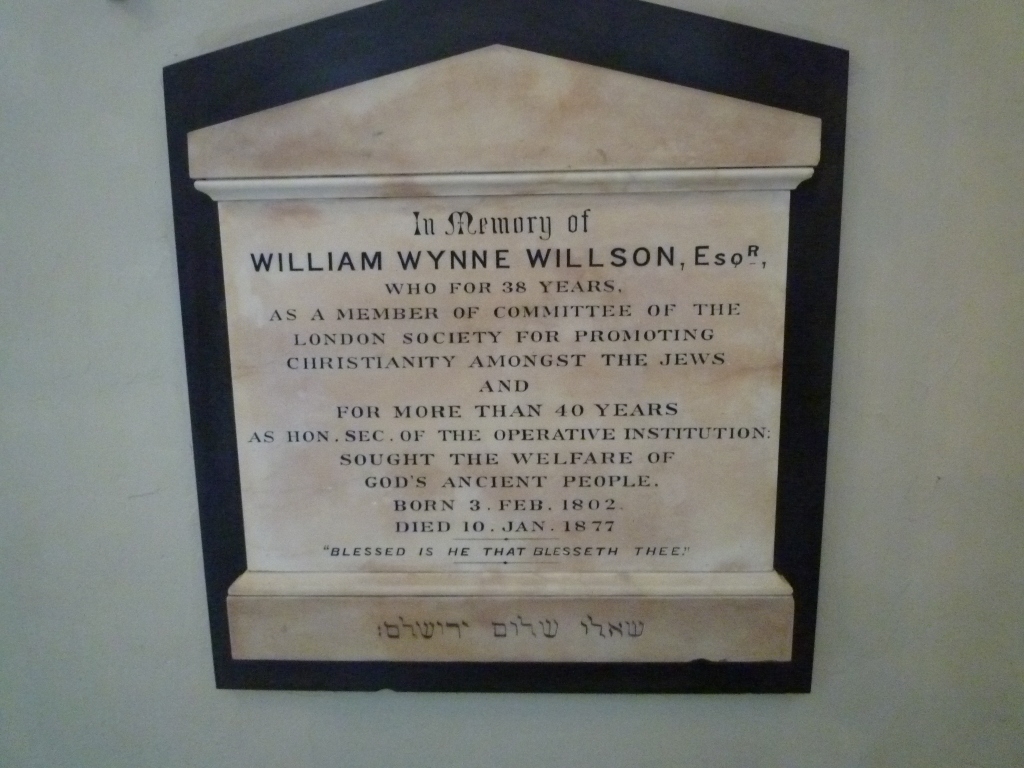 In Memory of
WILLIAM WYNNE WILLSON, EsqR,
WHO FOR 38 YEARS.
AS A MEMBER OF COMMITTEE OF THE
LONDON SOCIETY FOR PROMOTING
CHRISTIANITY AMONGST THE JEWS
AND
FOR MORE THAN 40 YEARS
AS HON. SEC. OF THE OPERATIVE INSTITUTION:
SOUGHT THE WELFARE OF
GOD'S ANCIENT PEOPLE.
BORN 3. FEB. 1802.
DIED 10. JAN. 1877
"BLESSED IS HE THAT BLESSETH THEE."
שאלו שלום ירושלם: